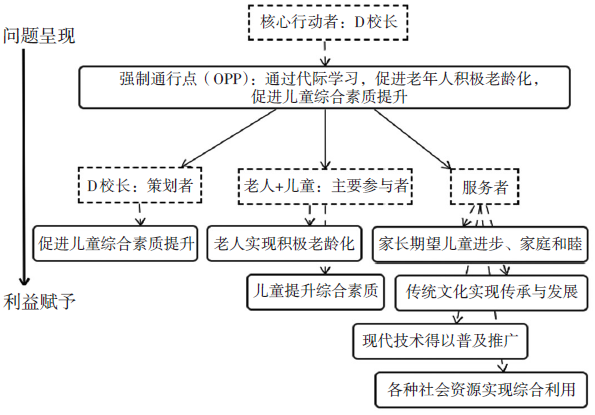 核心行动者：D校长
问题呈现
强制通行点（OPP）：通过代际学习，促进老年人积极老龄化，
促进儿童综合素质提升
D校长：策划者
老人+儿童：主要参与者
服务者
促进儿童综合素质提升
老人实现积极老龄化
家长期望儿童进步、家庭和睦
儿童提升综合素质
传统文化实现传承与发展
利益赋予
现代技术得以普及推广
各种社会资源实现综合利用